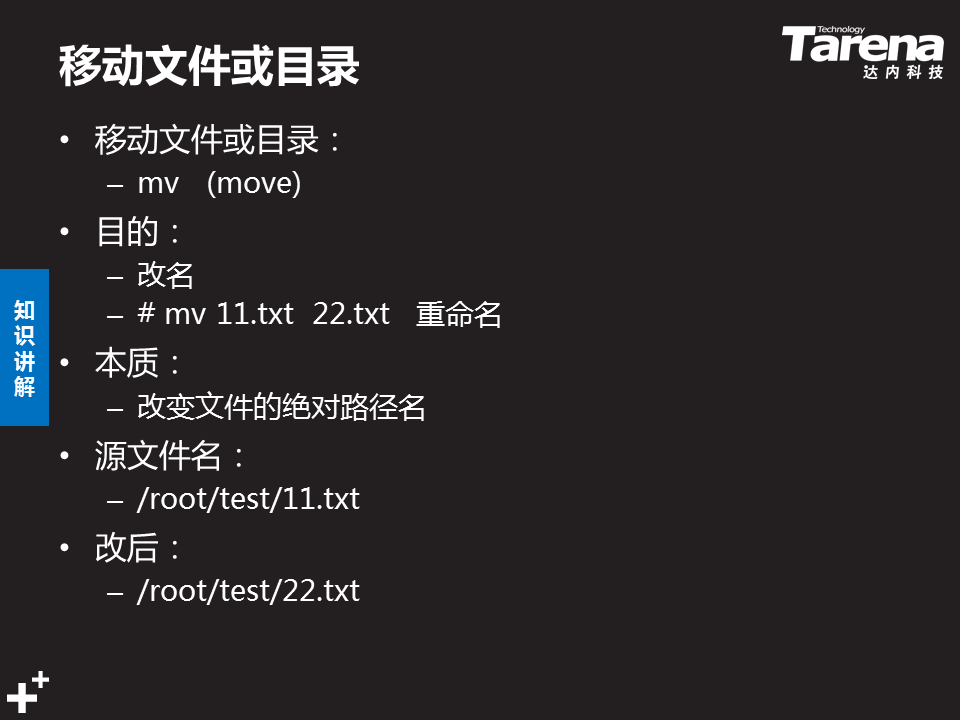 移动文件或目录
Technology
Tarena
达内科技
• 移动文件或目录：
– mv (move)
• 目的：
– 改名
– # mv 11.txt 22.txt 重命名
• 本质：
– 改变文件的绝对路径名
• 源文件名：
– /root/test/11.txt
• 改后：
– /root/test/22.txt
知识讲解